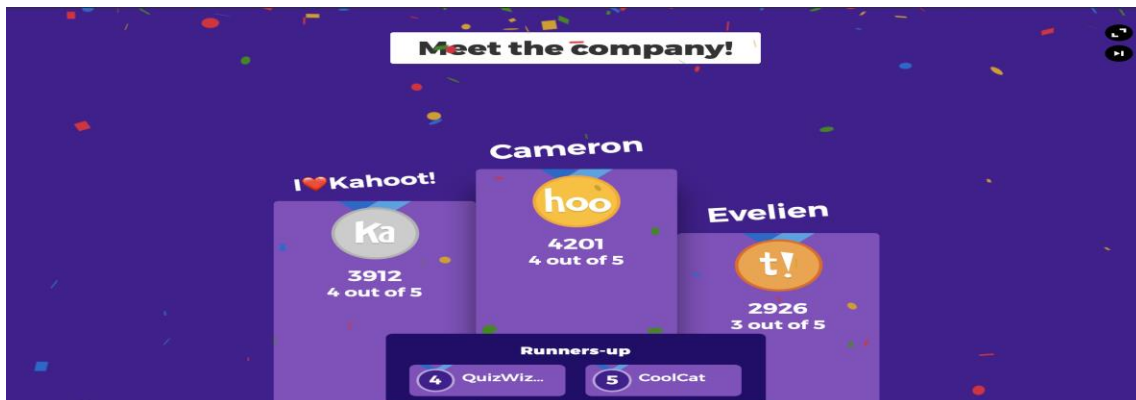 Meet the company!
Cameron
I❤️Kahoot!
Evelien
hoo
4201
4 out of 5
Ka
3912
4 out of 5
t!
2926
3 out of 5
Runners-up
4 QuizWiz...
5 CoolCat